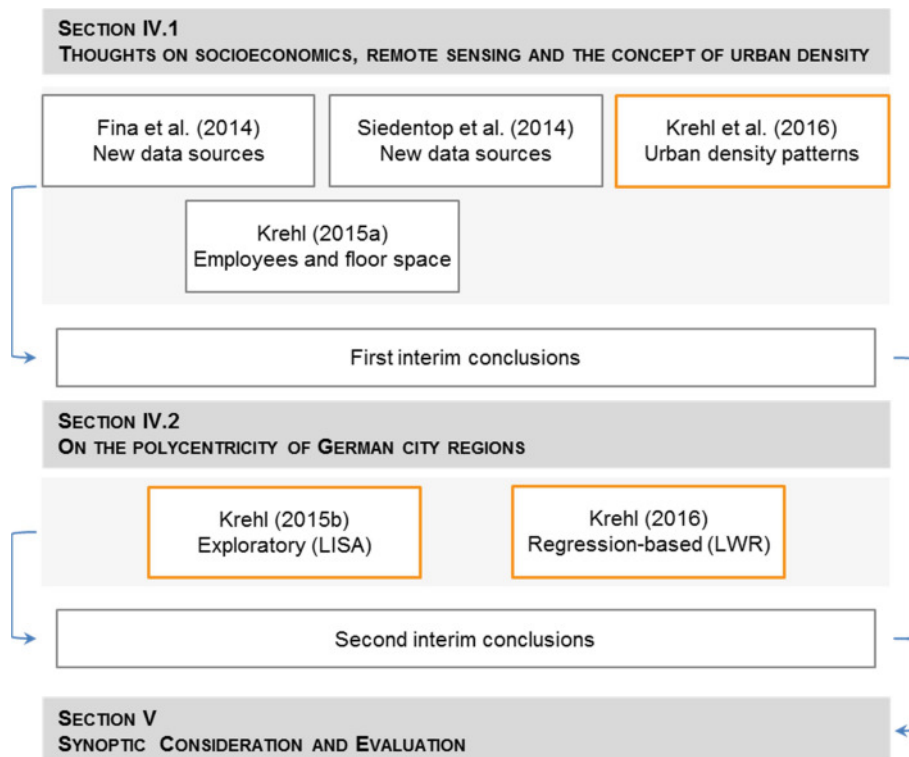 SECTION IV.1
THOUGHTS ON SOCIOECONOMICS, REMOTE SENSING AND THE CONCEPT OF URBAN DENSITY
Fina et al. (2014)
New data sources
Siedentop et al. (2014)
New data sources
Krehl et al. (2016)
Urban density patterns
Krehl (2015a)
Employees and floor space
First interim conclusions
SECTION IV.2
ON THE POLYCENTRICITY OF GERMAN CITY REGIONS
Krehl (2015b)
Exploratory (LISA)
Krehl (2016)
Regression-based (LWR)
Second interim conclusions
SECTION V
SYNOPTIC CONSIDERATION AND EVALUATION